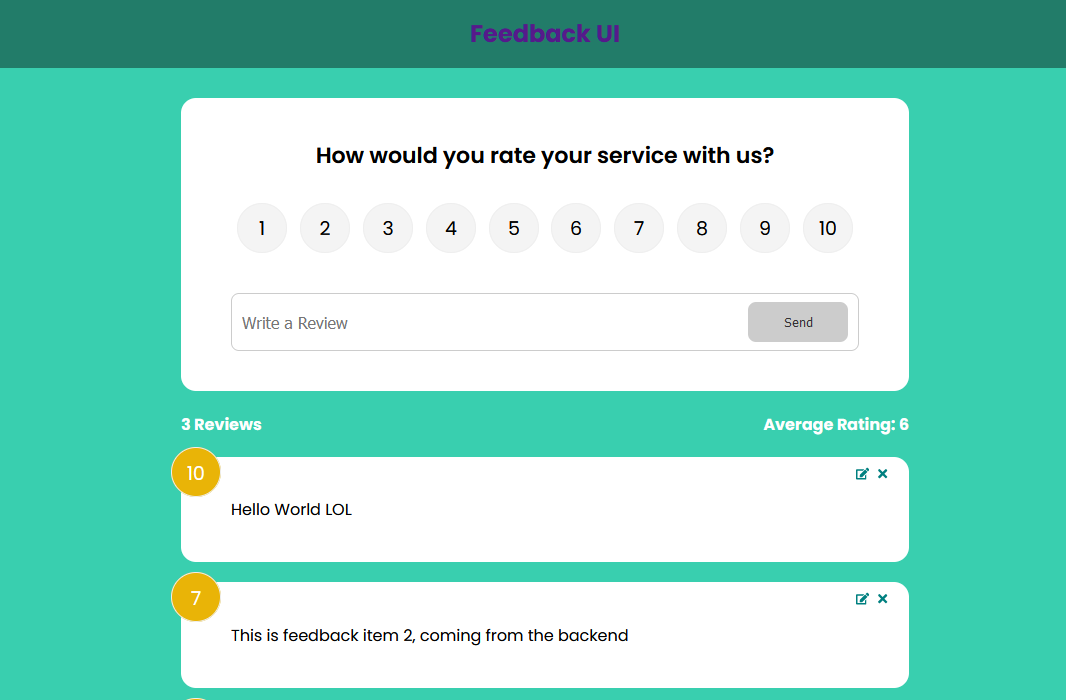 Feedback UI
How would you rate your service with us?
1 2 3 4 5 6 7 8 9 10
Write a Review
Send
3 Reviews
Average Rating: 6
10
Hello World LOL
7
This is feedback item 2, coming from the backend